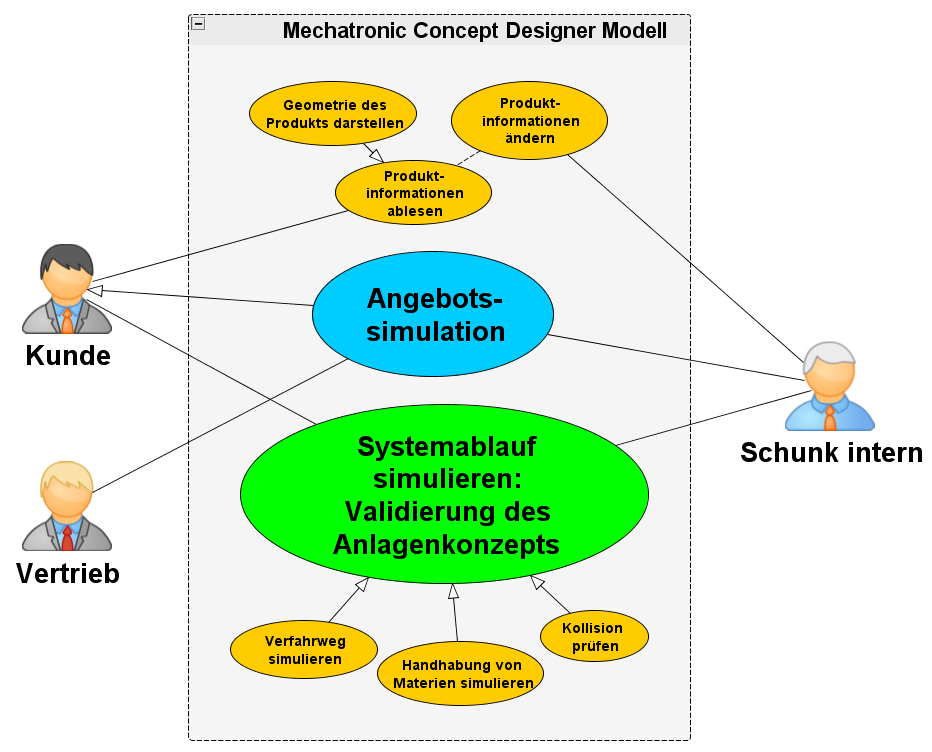 Mechatronic Concept Designer Modell
Geometrie des
Produkts darstellen
Produkt-
informationen
ändern
Produkt-
informationen
ablesen
Angebots-
simulation
Kunde
Schunk intern
Systemablauf
simulieren:
Validierung des
Anlagenkonzepts
Vertrieb
Verfahrweg
simulieren
Handhabung von
Materien simulieren
Kollision
prüfen